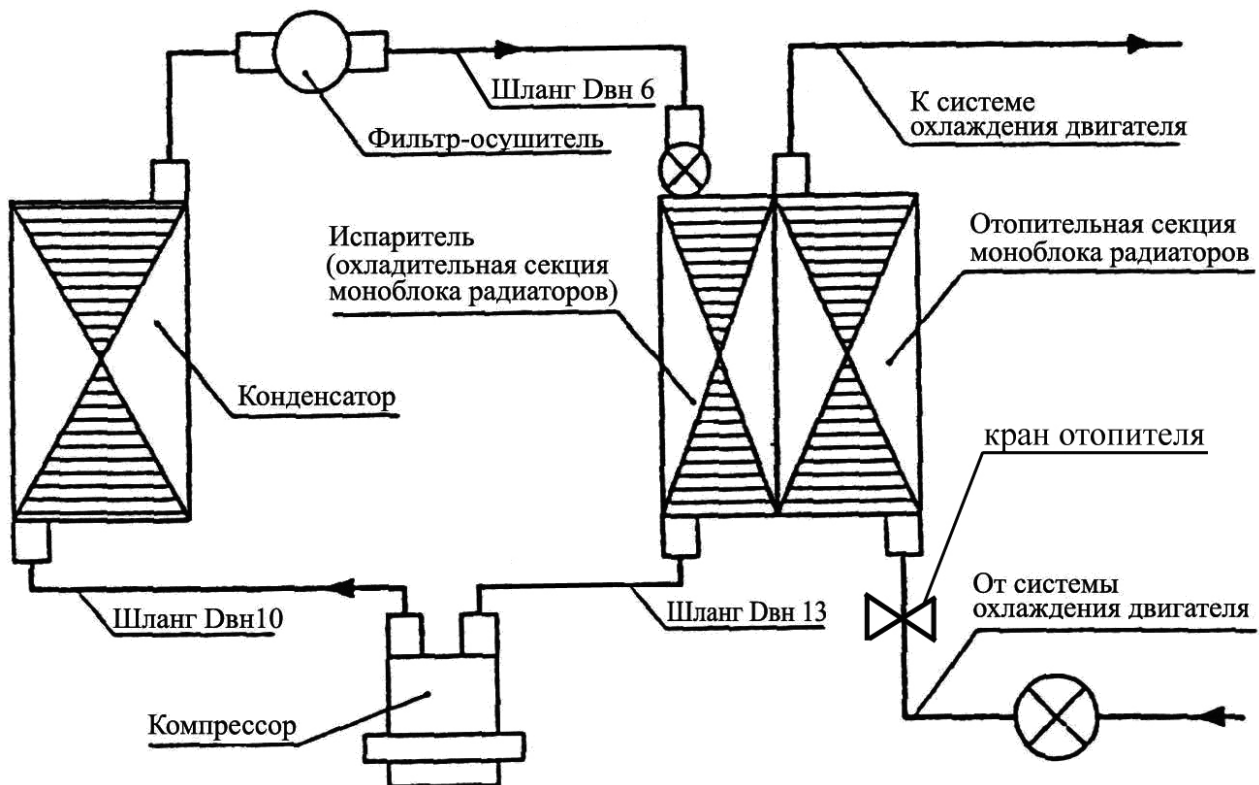 Шланг Dвн 6
Фильтр-осушитель
К системе
охлаждения двигателя
Испаритель
(охладительная секция
моноблока радиаторов)
Отопительная секция
моноблока радиаторов
Конденсатор
кран отопителя
Шланг Dвн10
Шланг Dвн 13
От системы
охлаждения двигателя
Компрессор